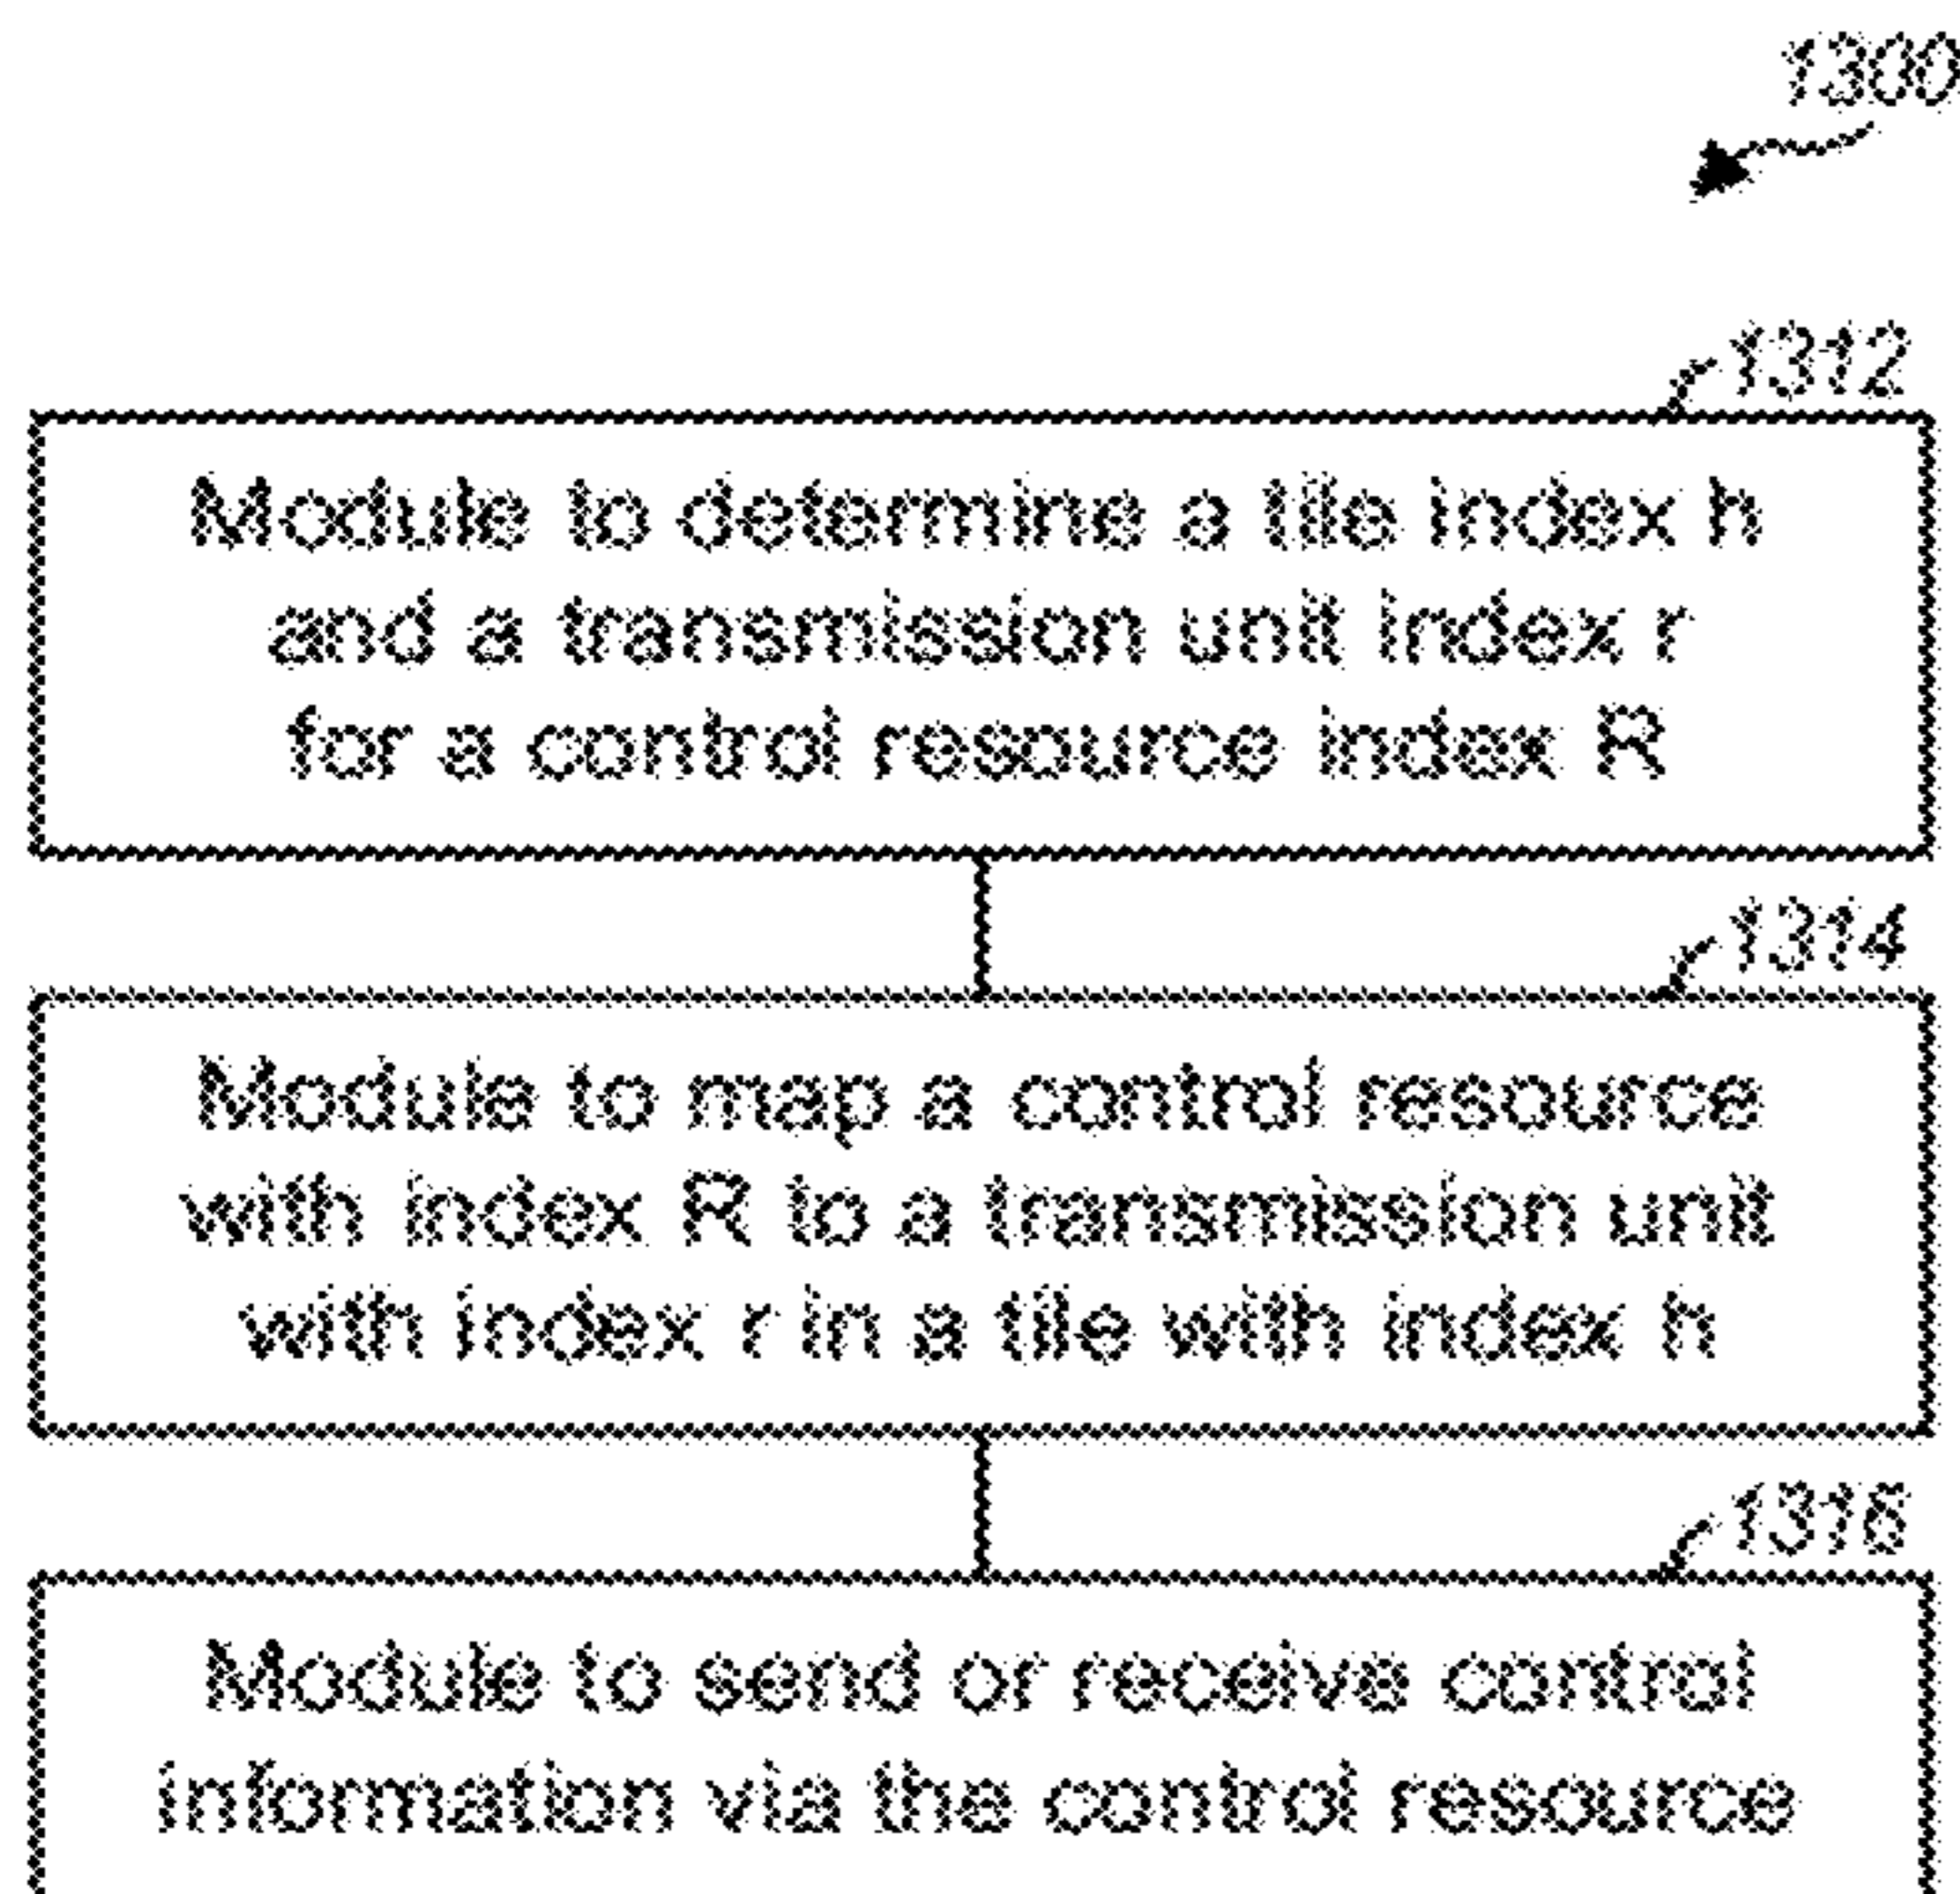 1300
1312
Module to determine a tile index h
and a transmission unit index r
for a control resource index R
1314
Module to map a control resource
with index R to a transmission unit
with index r in a tile with index h
1316
Module to send or receive control
information via the control resource